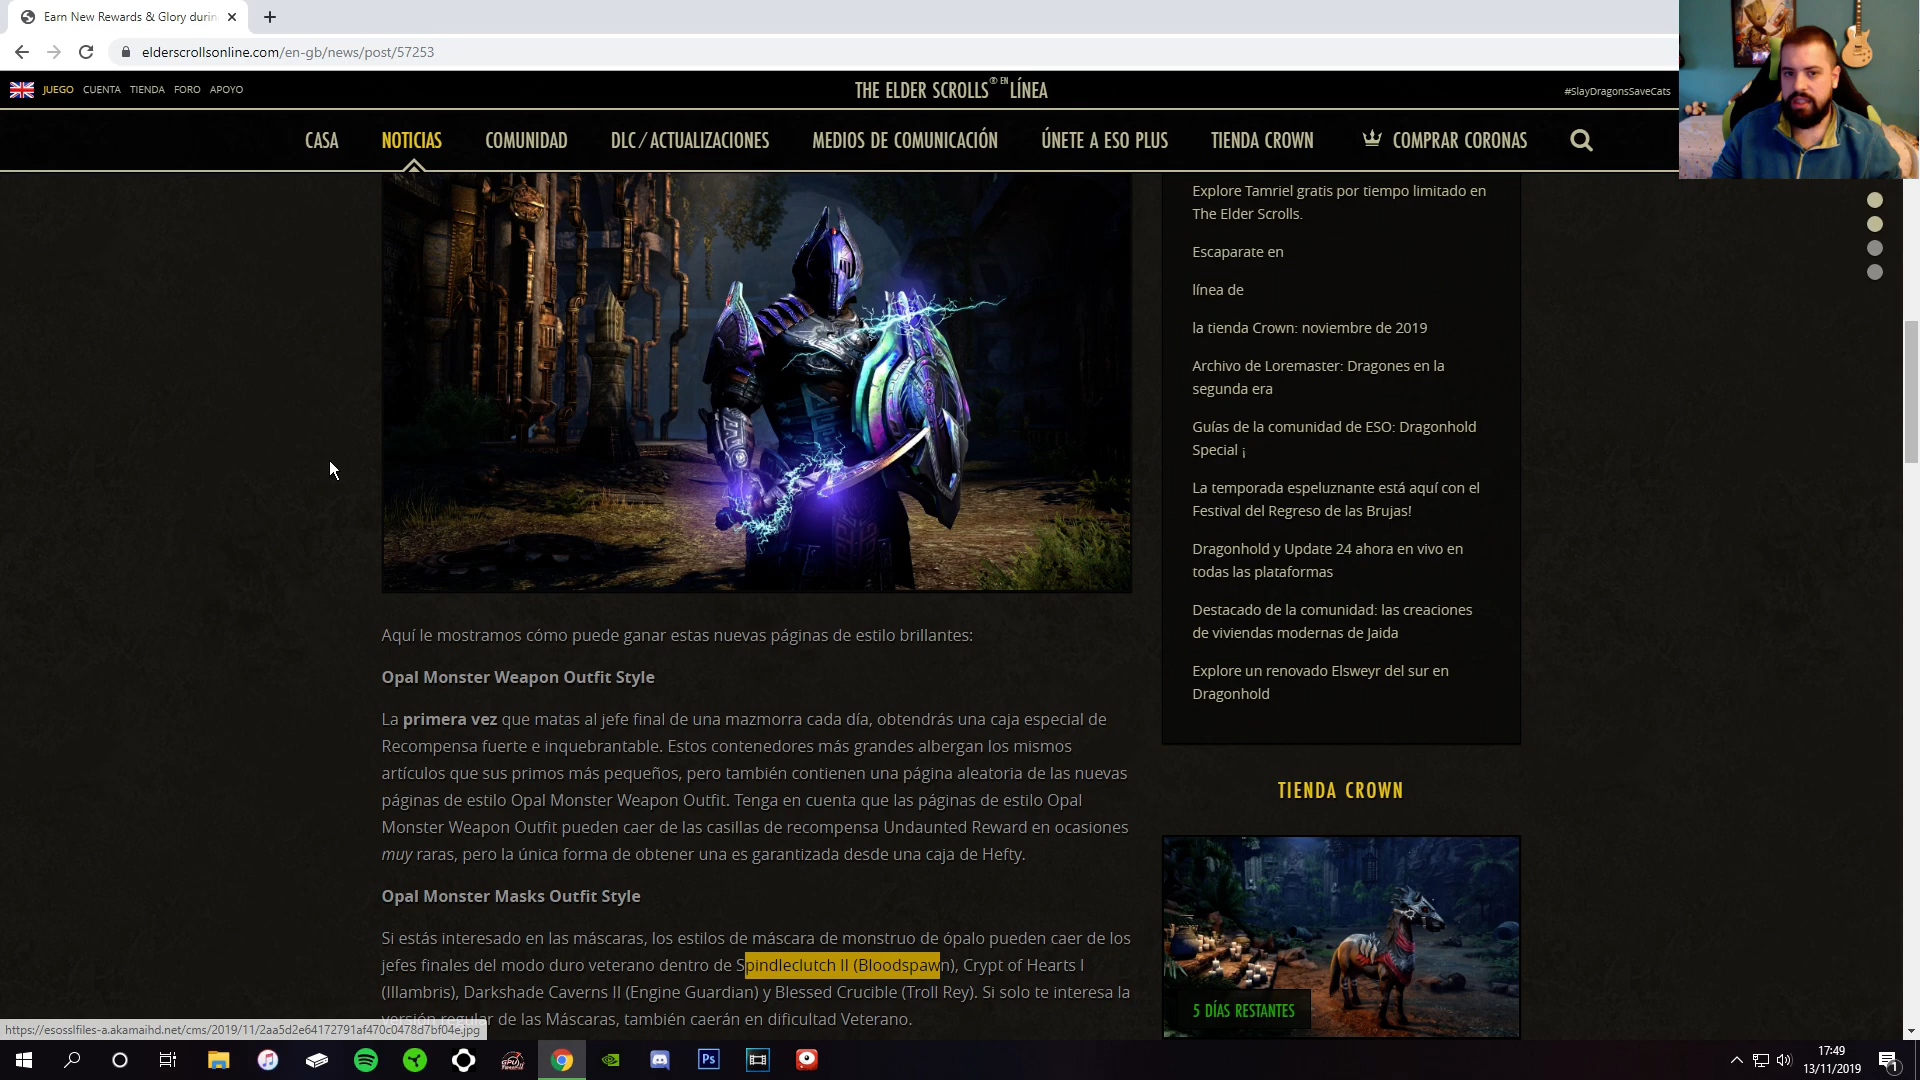 Earn New Rewards & Glory durin
elderscrollsonline.com/en-gb/news/post/57253
JUEGO CUENTA TIENDA FORO APOYO
THE ELDER SCROLLS® EN LÍNEA
#SlayDragonsSaveCats
CASA NOTICIAS COMUNIDAD DLC / ACTUALIZACIONES MEDIOS DE COMUNICACIÓN ÚNETE A ESO PLUS TIENDA CROWN COMPRAR CORONAS
Explore Tamriel gratis por tiempo limitado en
The Elder Scrolls.
Escaparate en
línea de
la tienda Crown: noviembre de 2019
Archivo de Loremaster: Dragones en la
segunda era
Guías de la comunidad de ESO: Dragonhold
Special ¡
La temporada espeluznante está aquí con el
Festival del Regreso de las Brujas!
Dragonhold y Update 24 ahora en vivo en
todas las plataformas
Destacado de la comunidad: las creaciones
de viviendas modernas de Jaida
Explore un renovado Elsweyr del sur en
Dragonhold
Aquí le mostramos cómo puede ganar estas nuevas páginas de estilo brillantes:
Opal Monster Weapon Outfit Style
La primera vez que matas al jefe final de una mazmorra cada día, obtendrás una caja especial de
Recompensa fuerte e inquebrantable. Estos contenedores más grandes albergan los mismos
artículos que sus primos más pequeños, pero también contienen una página aleatoria de las nuevas
páginas de estilo Opal Monster Weapon Outfit. Tenga en cuenta que las páginas de estilo Opal
Monster Weapon Outfit pueden caer de las casillas de recompensa Undaunted Reward en ocasiones
muy raras, pero la única forma de obtener una es garantizada desde una caja de Hefty.
Opal Monster Masks Outfit Style
Si estás interesado en las máscaras, los estilos de máscara de monstruo de ópalo pueden caer de los
jefes finales del modo duro veterano dentro de Spindleclutch II (Bloodspawn), Crypt of Hearts I
(Illambris), Darkshade Caverns II (Engine Guardian) y Blessed Crucible (Troll Rey). Si solo te interesa la
versión regular de las Máscaras, también caerán en dificultad Veterano.
TIENDA CROWN
5 DÍAS RESTANTES
https://esosslfiles-a.akamaihd.net/cms/2019/11/2aa5d2e64172791af470c0478d7bf04e.jpg
Ps
17:49
13/11/2019
1